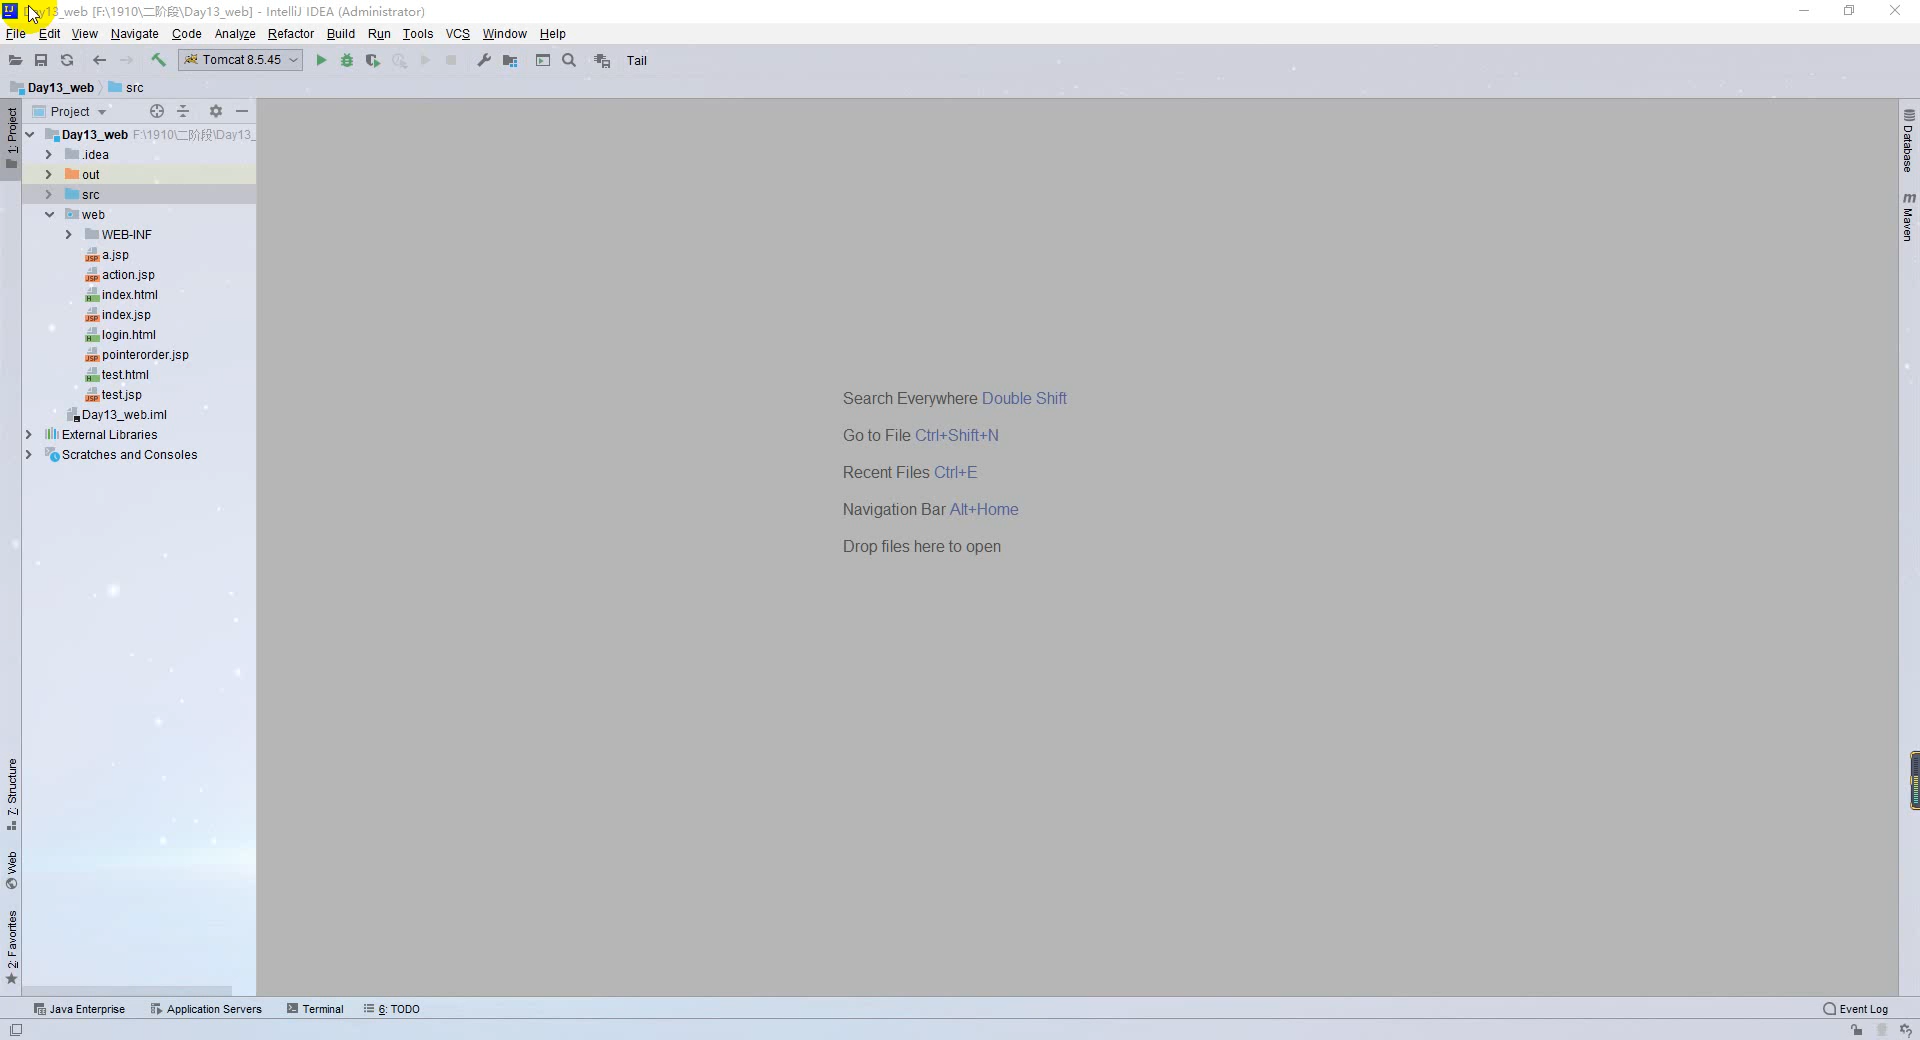 Day13_web [F:\1910\二阶段\Day13_web] - IntelliJ IDEA (Administrator)
File Edit View Navigate Code Analyze Refactor Build Run Tools VCS Window Help
Tomcat 8.5.45 Tail
Day13_web src
1: Project
Project
Day13_web F:\1910\二阶段\Day13_
.idea
out
src
web
WEB-INF
a.jsp
action.jsp
index.html
index.jsp
login.html
pointerorder.jsp
test.html
test.jsp
Day13_web.iml
External Libraries
Scratches and Consoles
Search Everywhere Double Shift
Go to File Ctrl+Shift+N
Recent Files Ctrl+E
Navigation Bar Alt+Home
Drop files here to open
Database
m Maven
7: Structure
Web
2: Favorites
Java Enterprise Application Servers Terminal 6: TODO Event Log